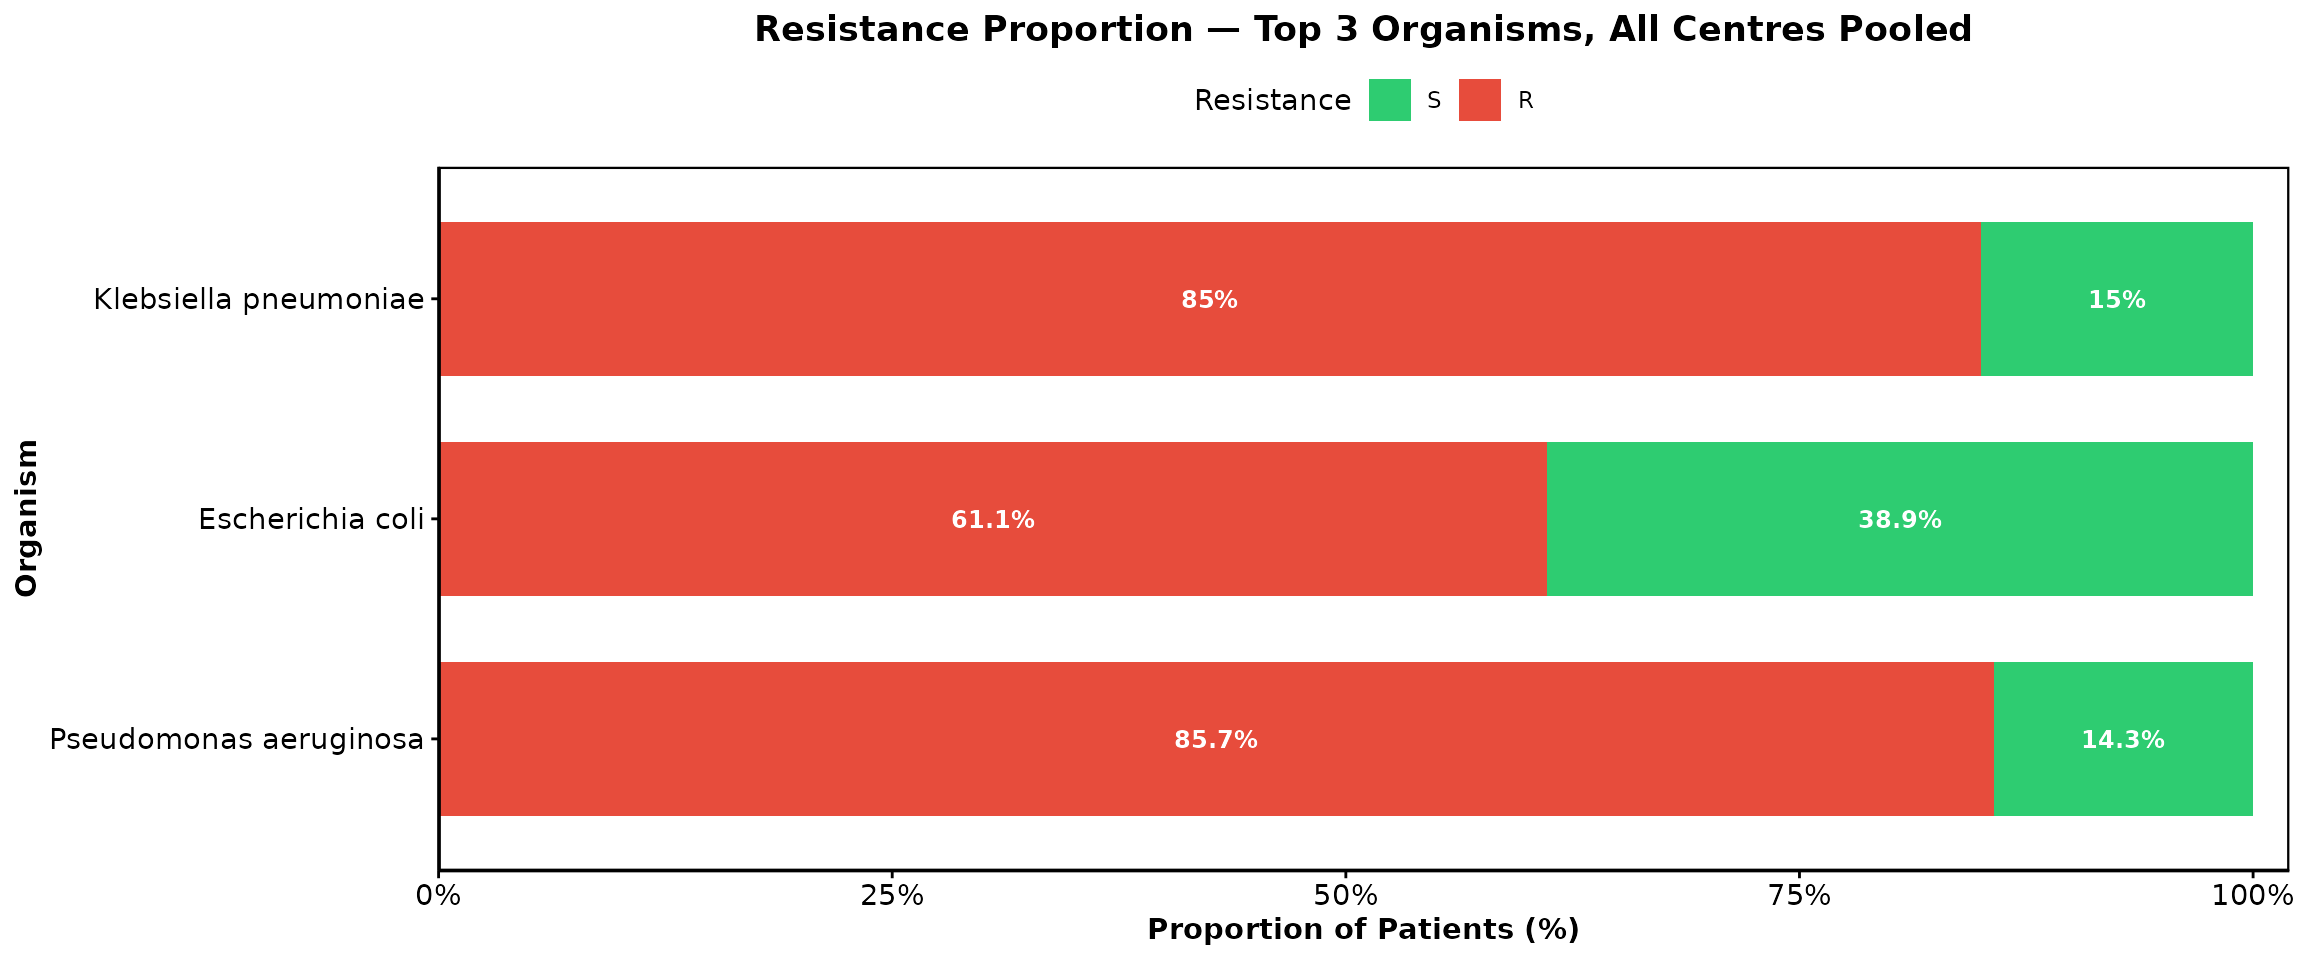 Resistance Proportion — Top 3 Organisms, All Centres Pooled
Resistance S R
Klebsiella pneumoniae 85% 15%
Organism
Escherichia coli 61.1% 38.9%
Pseudomonas aeruginosa 85.7% 14.3%
0% 25% 50% 75% 100%
Proportion of Patients (%)